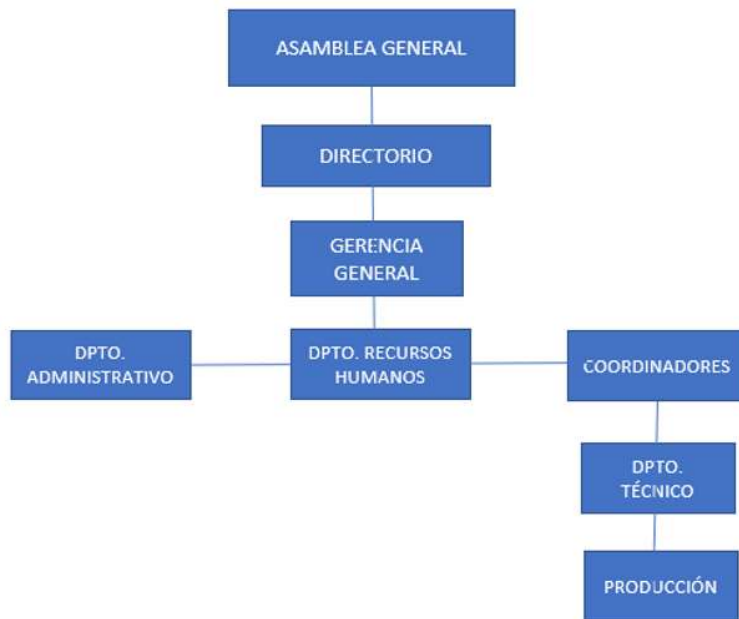 ASAMBLEA GENERAL
DIRECTORIO
GERENCIA
GENERAL
DPTO.
ADMINISTRATIVO
DPTO. RECURSOS
HUMANOS
COORDINADORES
DPTO.
TÉCNICO
PRODUCCIÓN